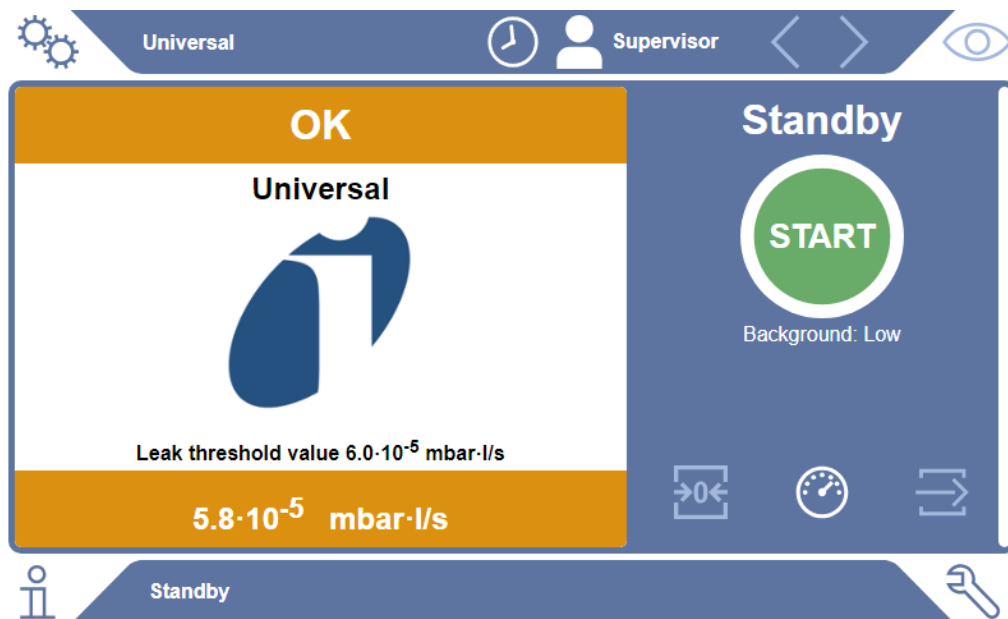 Universal
Supervisor
OK
Universal
Leak threshold value 6.0·10⁻⁵ mbar·l/s
5.8·10⁻⁵ mbar·l/s
Standby
START
Background: Low
→0←
Standby